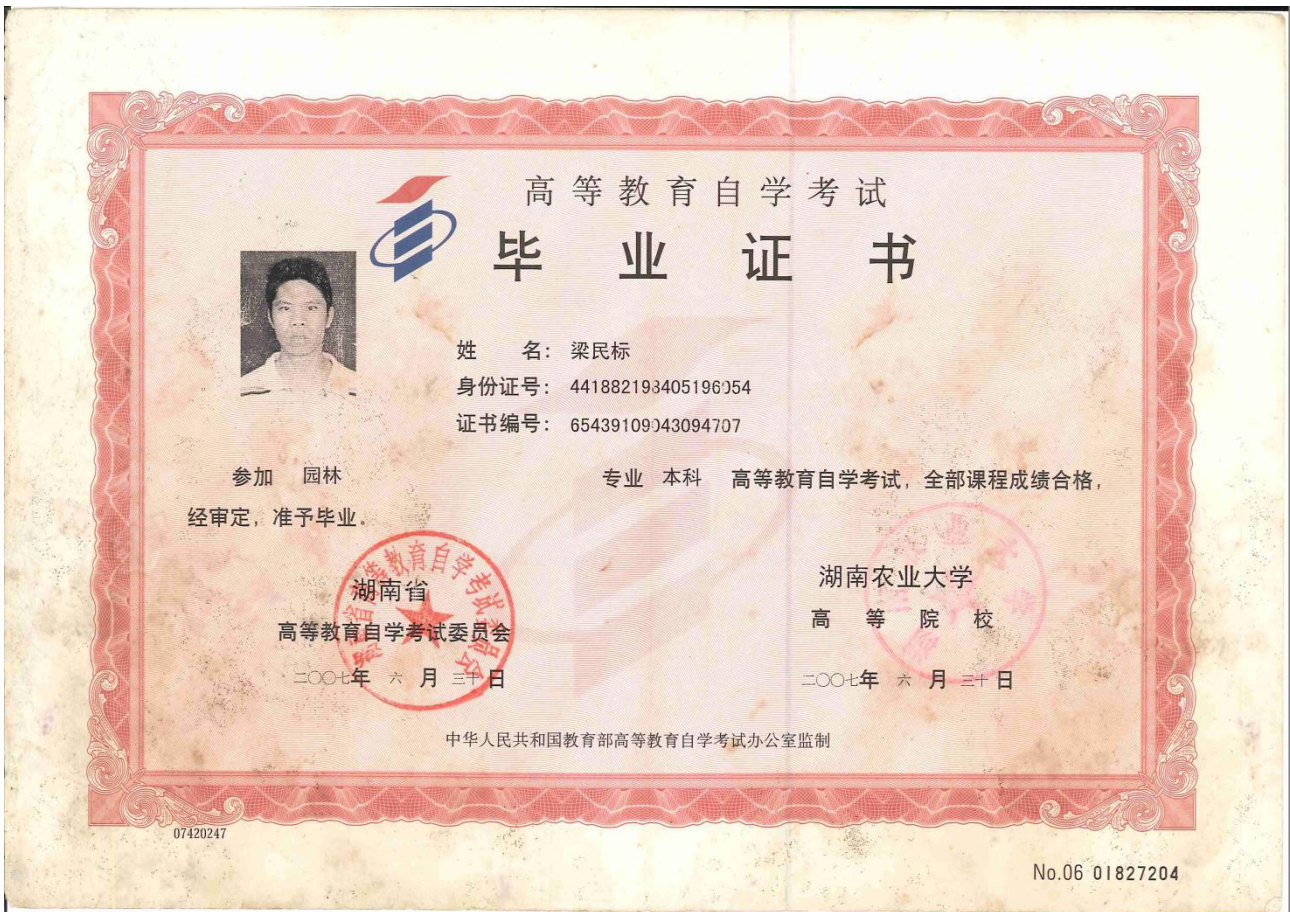 高等教育自学考试
毕业证书
姓 名： 梁民标
身份证号： 441882198405196054
证书编号： 65439109043094707
参加 园林 专业 本科 高等教育自学考试，全部课程成绩合格，
经审定，准予毕业。
湖南省
高等教育自学考试委员会
二〇〇七年 六 月 三十 日
湖南农业大学
高 等 院 校
二〇〇七年 六 月 三十 日
中华人民共和国教育部高等教育自学考试办公室监制
07420247
No.06 01827204